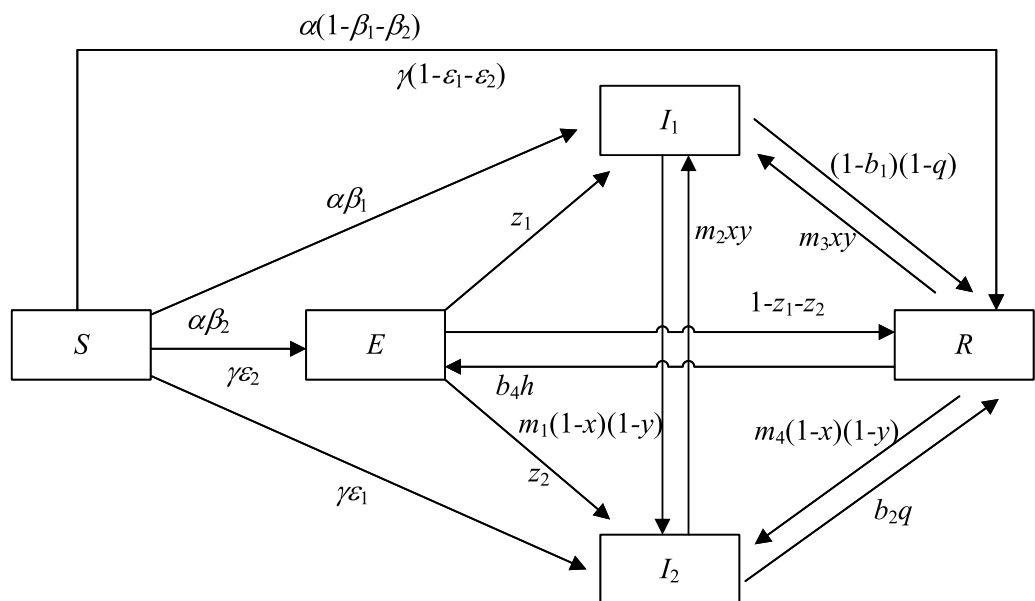 α(1-β₁-β₂)
γ(1-ε₁-ε₂)
I₁
(1-b₁)(1-q)
αβ₁
z₁
m₂xy
m₃xy
αβ₂
1-z₁-z₂
S
E
R
γε₂
b₄h
m₁(1-x)(1-y)
m₄(1-x)(1-y)
z₂
γε₁
b₂q
I₂